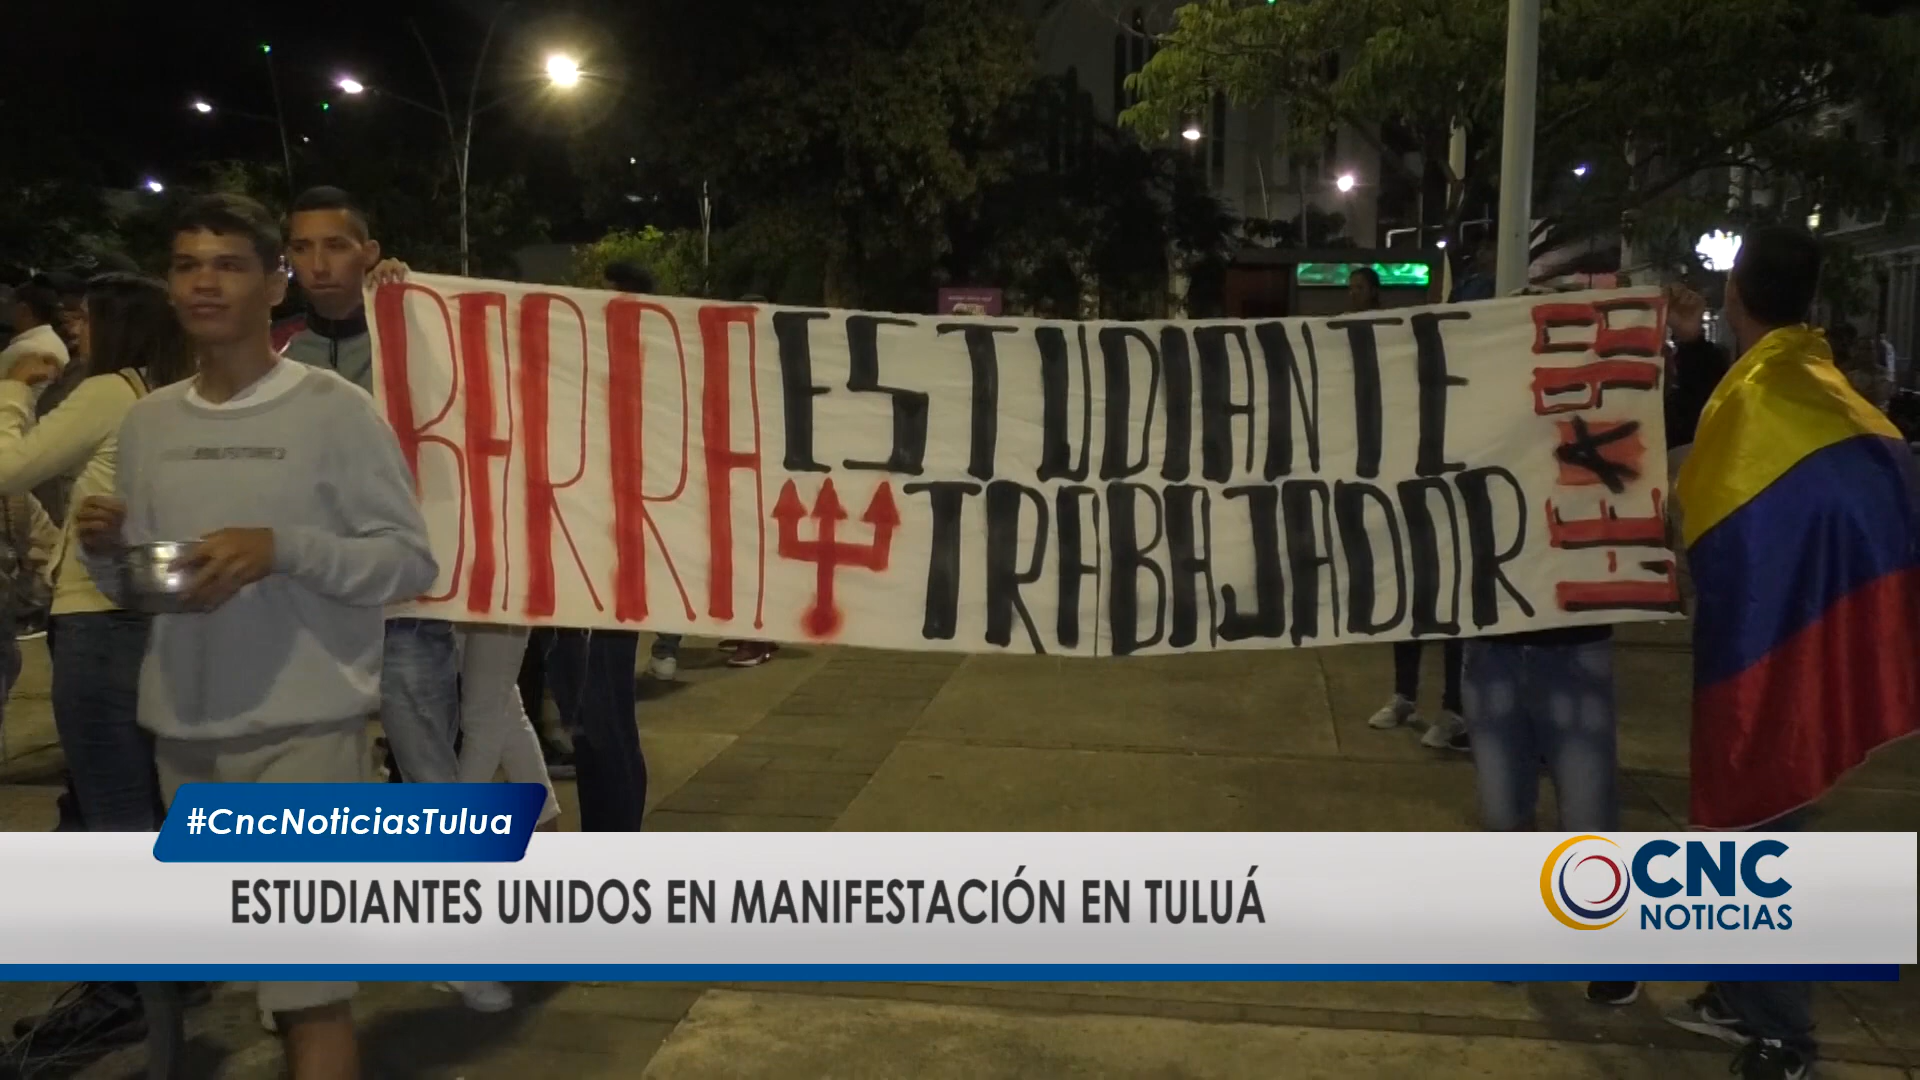 BARRA
ESTUDIANTE
TRABAJADOR
#CncNoticiasTulua
ESTUDIANTES UNIDOS EN MANIFESTACIÓN EN TULUÁ
CNC
NOTICIAS